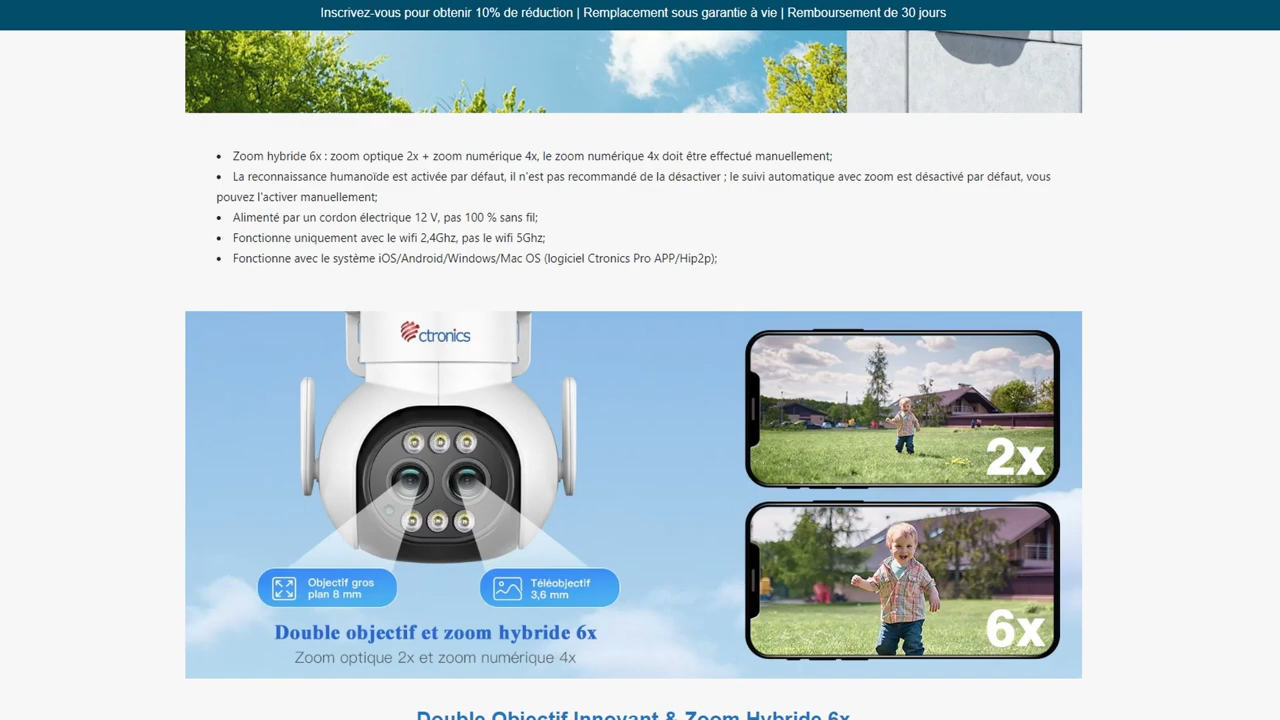 Inscrivez-vous pour obtenir 10% de réduction | Remplacement sous garantie à vie | Remboursement de 30 jours
• Zoom hybride 6x : zoom optique 2x + zoom numérique 4x, le zoom numérique 4x doit être effectué manuellement;
• La reconnaissance humanoïde est activée par défaut, il n'est pas recommandé de la désactiver ; le suivi automatique avec zoom est désactivé par défaut, vous
pouvez l'activer manuellement;
• Alimenté par un cordon électrique 12 V, pas 100 % sans fil;
• Fonctionne uniquement avec le wifi 2,4Ghz, pas le wifi 5Ghz;
• Fonctionne avec le système iOS/Android/Windows/Mac OS (logiciel Ctronics Pro APP/Hip2p);
ctronics
2x
6x
Objectif gros
plan 8 mm
Téléobjectif
3,6 mm
Double objectif et zoom hybride 6x
Zoom optique 2x et zoom numérique 4x
Double Objectif Innovant & Zoom Hybride 6x